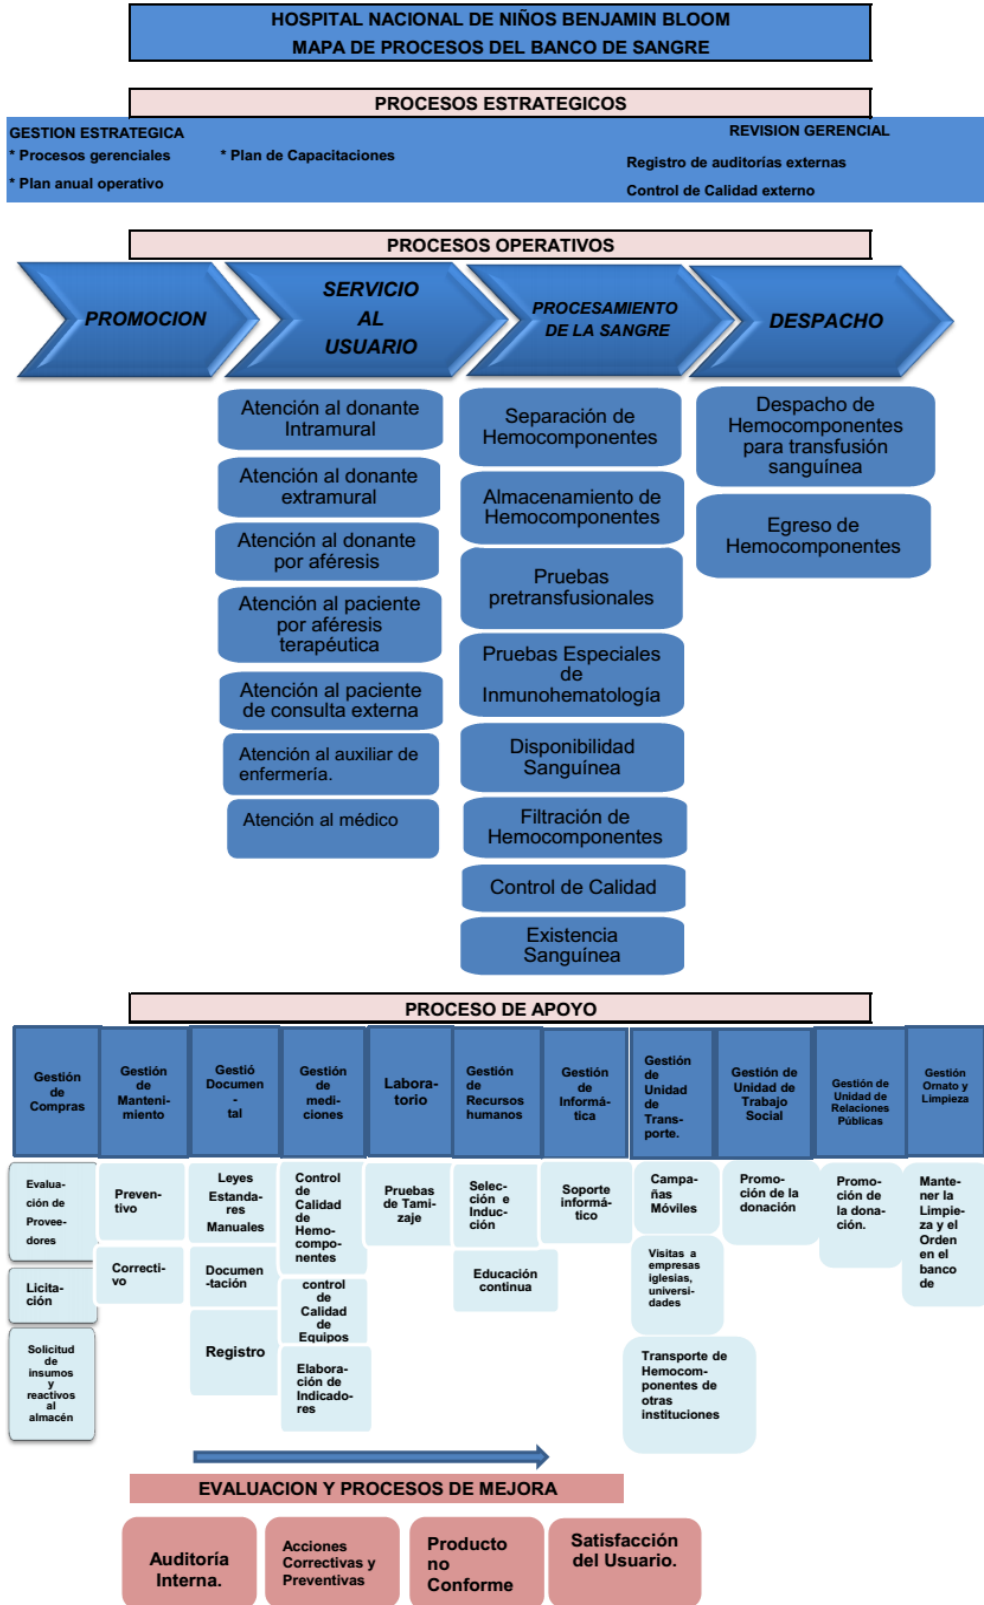 HOSPITAL NACIONAL DE NIÑOS BENJAMIN BLOOM
MAPA DE PROCESOS DEL BANCO DE SANGRE
PROCESOS ESTRATEGICOS
GESTION ESTRATEGICA
* Procesos gerenciales
* Plan de Capacitaciones
* Plan anual operativo
REVISION GERENCIAL
Registro de auditorías externas
Control de Calidad externo
PROCESOS OPERATIVOS
PROMOCION
SERVICIO
AL
USUARIO
PROCESAMIENTO
DE LA SANGRE
DESPACHO
Atención al donante
Intramural
Atención al donante
extramural
Atención al donante
por aféresis
Atención al paciente
por aféresis
terapéutica
Atención al paciente
de consulta externa
Atención al auxiliar de
enfermería.
Atención al médico
Separación de
Hemocomponentes
Almacenamiento de
Hemocomponentes
Pruebas
pretransfusionales
Pruebas Especiales
de
Inmunohematología
Disponibilidad
Sanguínea
Filtración de
Hemocomponentes
Control de Calidad
Existencia
Sanguínea
Despacho de
Hemocomponentes
para transfusión
sanguínea
Egreso de
Hemocomponentes
PROCESO DE APOYO
Gestión
de
Compras
Gestión
de
Manteni-
miento
Gestió
Documen
-
tal
Gestión
de
medi-
ciones
Labora-
torio
Gestión
de
Recursos
humanos
Gestión
de
Informá-
tica
Gestión
de
Unidad
de
Trans-
porte.
Gestión de
Unidad de
Trabajo
Social
Gestión de
Unidad de
Relaciones
Públicas
Gestión
Ornato y
Limpieza
Evalua-
ción de
Provee-
dores
Licita-
ción
Solicitud
de
insumos
y
reactivos
al
almacén
Preven-
tivo
Correcti-
vo
Leyes
Estandares
Manuales
Documen
-tación
Registro
Control
de
Calidad
de
Hemo-
compo-
nentes
control
de
Calidad
de
Equipos
Elabora-
ción de
Indicado-
res
Pruebas
de Tami-
zaje
Selec-
ción e
Induc-
ción
Educación
continua
Soporte
informá-
tico
Campa-
ñas
Móviles
Visitas a
empresas
iglesias,
universi-
dades
Transporte de
Hemocom-
ponentes de
otras
instituciones
Promo-
ción de la
donación
Promo-
ción de
la dona-
ción.
Mante-
ner la
Limpie-
za y el
Orden
en el
banco
de
EVALUACION Y PROCESOS DE MEJORA
Auditoría
Interna.
Acciones
Correctivas y
Preventivas
Producto
no
Conforme
Satisfacción
del Usuario.